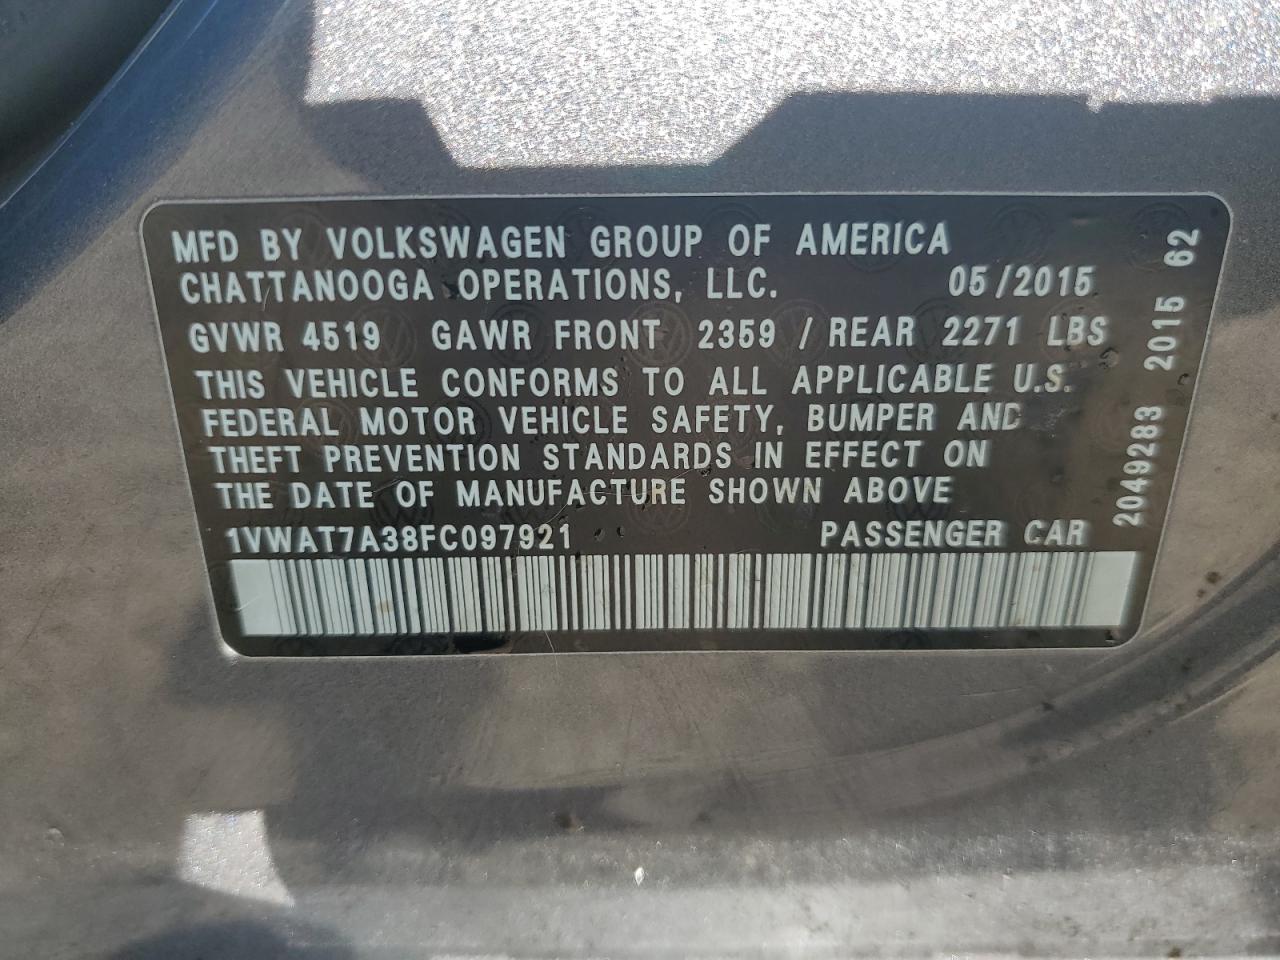 MFD BY VOLKSWAGEN GROUP OF AMERICA
CHATTANOOGA OPERATIONS, LLC. 05/2015
GVWR 4519 GAWR FRONT 2359 / REAR 2271 LBS
THIS VEHICLE CONFORMS TO ALL APPLICABLE U.S.
FEDERAL MOTOR VEHICLE SAFETY, BUMPER AND
THEFT PREVENTION STANDARDS IN EFFECT ON
THE DATE OF MANUFACTURE SHOWN ABOVE
1VWAT7A38FC097921 PASSENGER CAR
2049283 2015 62